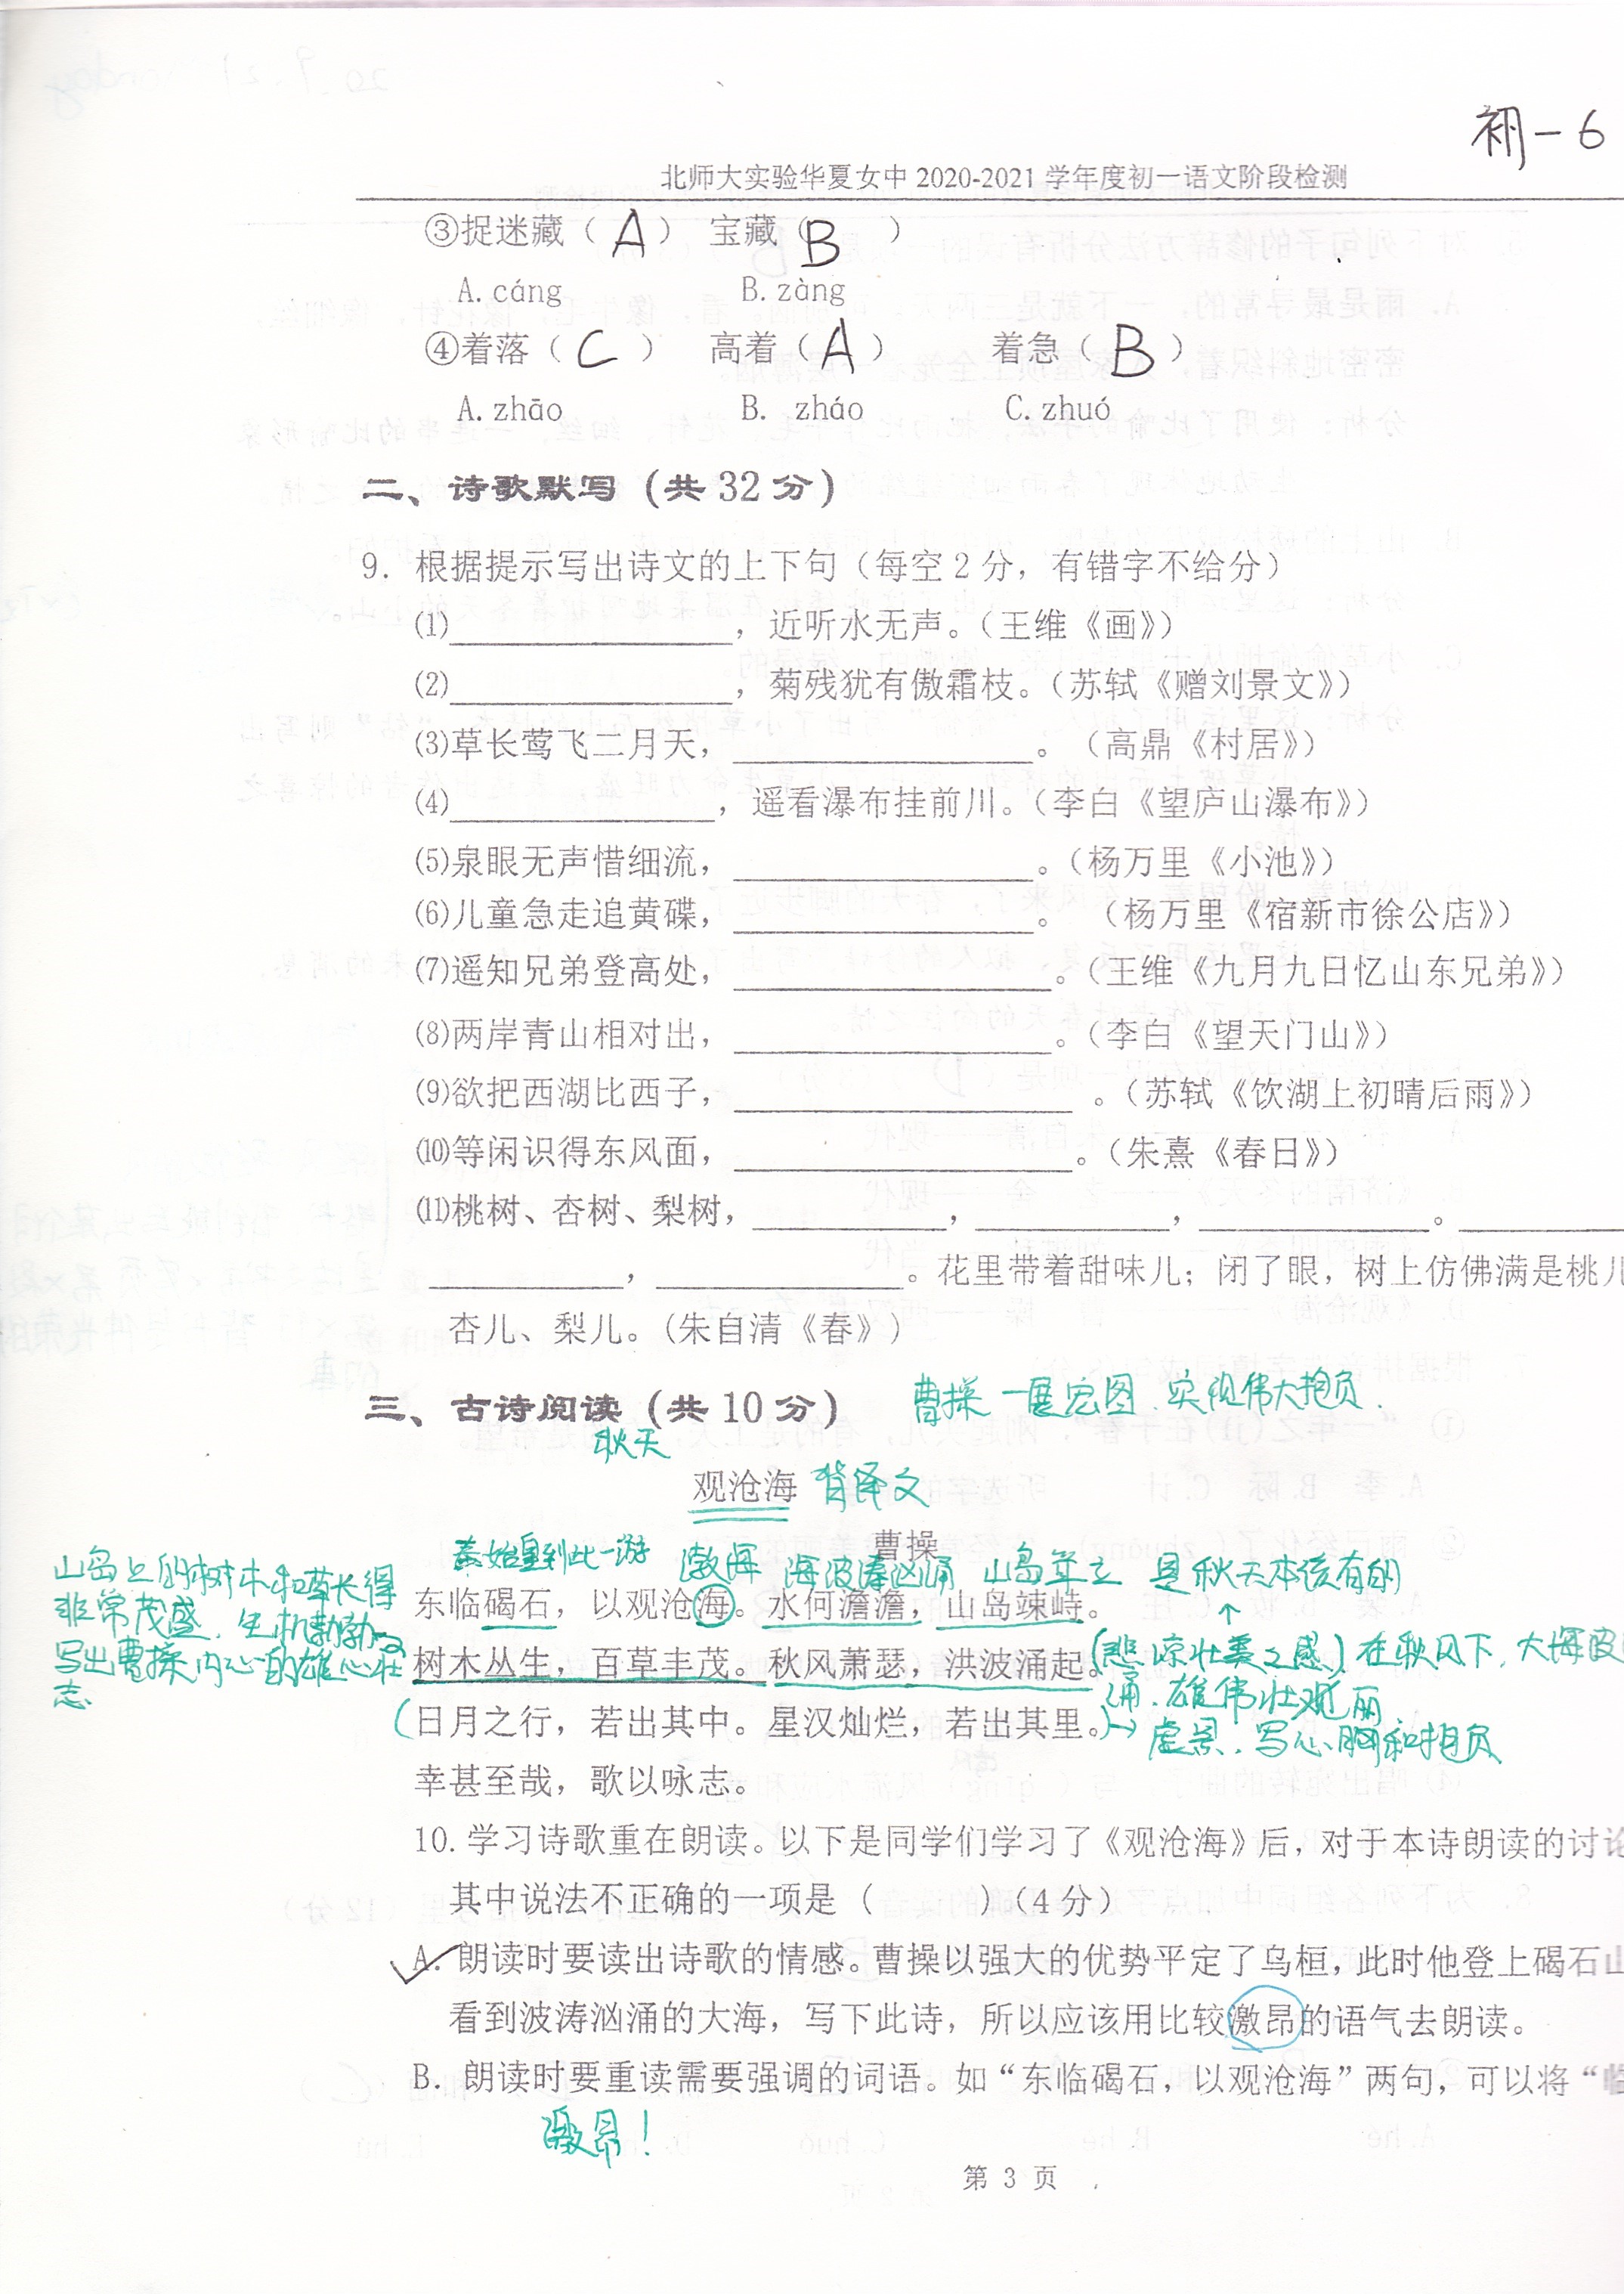 初一6
北师大实验华夏女中 2020-2021 学年度初一语文阶段检测
③捉迷藏（ A ） 宝藏（ B ）
A. cáng B. zàng
④着落（ C ） 高着（ A ） 着急（ B ）
A. zhāo B. zháo C. zhuó
二、诗歌默写（共 32 分）
9. 根据提示写出诗文的上下句（每空 2 分，有错字不给分）
⑴________________，近听水无声。（王维《画》）
⑵________________，菊残犹有傲霜枝。（苏轼《赠刘景文》）
⑶草长莺飞二月天，________________。（高鼎《村居》）
⑷________________，遥看瀑布挂前川。（李白《望庐山瀑布》）
⑸泉眼无声惜细流，________________。（杨万里《小池》）
⑹儿童急走追黄碟，________________。（杨万里《宿新市徐公店》）
⑺遥知兄弟登高处，________________。（王维《九月九日忆山东兄弟》）
⑻两岸青山相对出，________________。（李白《望天门山》）
⑼欲把西湖比西子，________________。（苏轼《饮湖上初晴后雨》）
⑽等闲识得东风面，________________。（朱熹《春日》）
⑾桃树、杏树、梨树，___________，___________，_____________。_________
___________，______________。花里带着甜味儿；闭了眼，树上仿佛满是桃儿
杏儿、梨儿。（朱自清《春》）
三、古诗阅读（共 10 分） 曹操 一展宏图、实现伟大抱负.
秋天
观沧海 背译文
曹操
秦始皇到此一游 渤海 海波涛汹涌 山岛耸立 是秋天本该有的
山岛上的树木和草长得
非常茂盛、生机勃勃→
写出曹操内心的雄心壮
志
东临碣石，以观沧海。水何澹澹，山岛竦峙。
树木丛生，百草丰茂。秋风萧瑟，洪波涌起。(悲凉壮美之感)在秋风下，大海波
涌、雄伟壮观丽
(日月之行，若出其中。星汉灿烂，若出其里。)→虚景、写心胸和抱负
幸甚至哉，歌以咏志。
10. 学习诗歌重在朗读。以下是同学们学习了《观沧海》后，对于本诗朗读的讨论
其中说法不正确的一项是（ ）（4 分）
A. 朗读时要读出诗歌的情感。曹操以强大的优势平定了乌桓，此时他登上碣石山
看到波涛汹涌的大海，写下此诗，所以应该用比较激昂的语气去朗读。
B. 朗读时要重读需要强调的词语。如“东临碣石，以观沧海”两句，可以将“临
激昂！
第 3 页